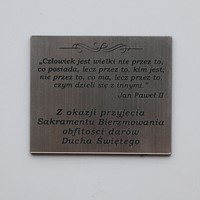 „Człowiek jest wielki nie przez to,
co posiada, lecz przez to, kim jest;
nie przez to, co ma, lecz przez to,
czym dzieli się z innymi."
Jan Paweł II
Z okazji przyjęcia
Sakramentu Bierzmowania
obfitości darów
Ducha Świętego